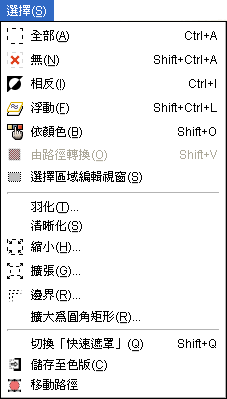 選擇(S)
全部(A) Ctrl+A
無(N) Shift+Ctrl+A
相反(I) Ctrl+I
浮動(F) Shift+Ctrl+L
依顏色(B) Shift+O
由路徑轉換(O) Shift+V
選擇區域編輯視窗(S)
羽化(T)...
清晰化(S)
縮小(H)...
擴張(G)...
邊界(R)...
擴大爲圓角矩形(R)...
切換「快速遮罩」(Q) Shift+Q
儲存至色版(C)
移動路徑